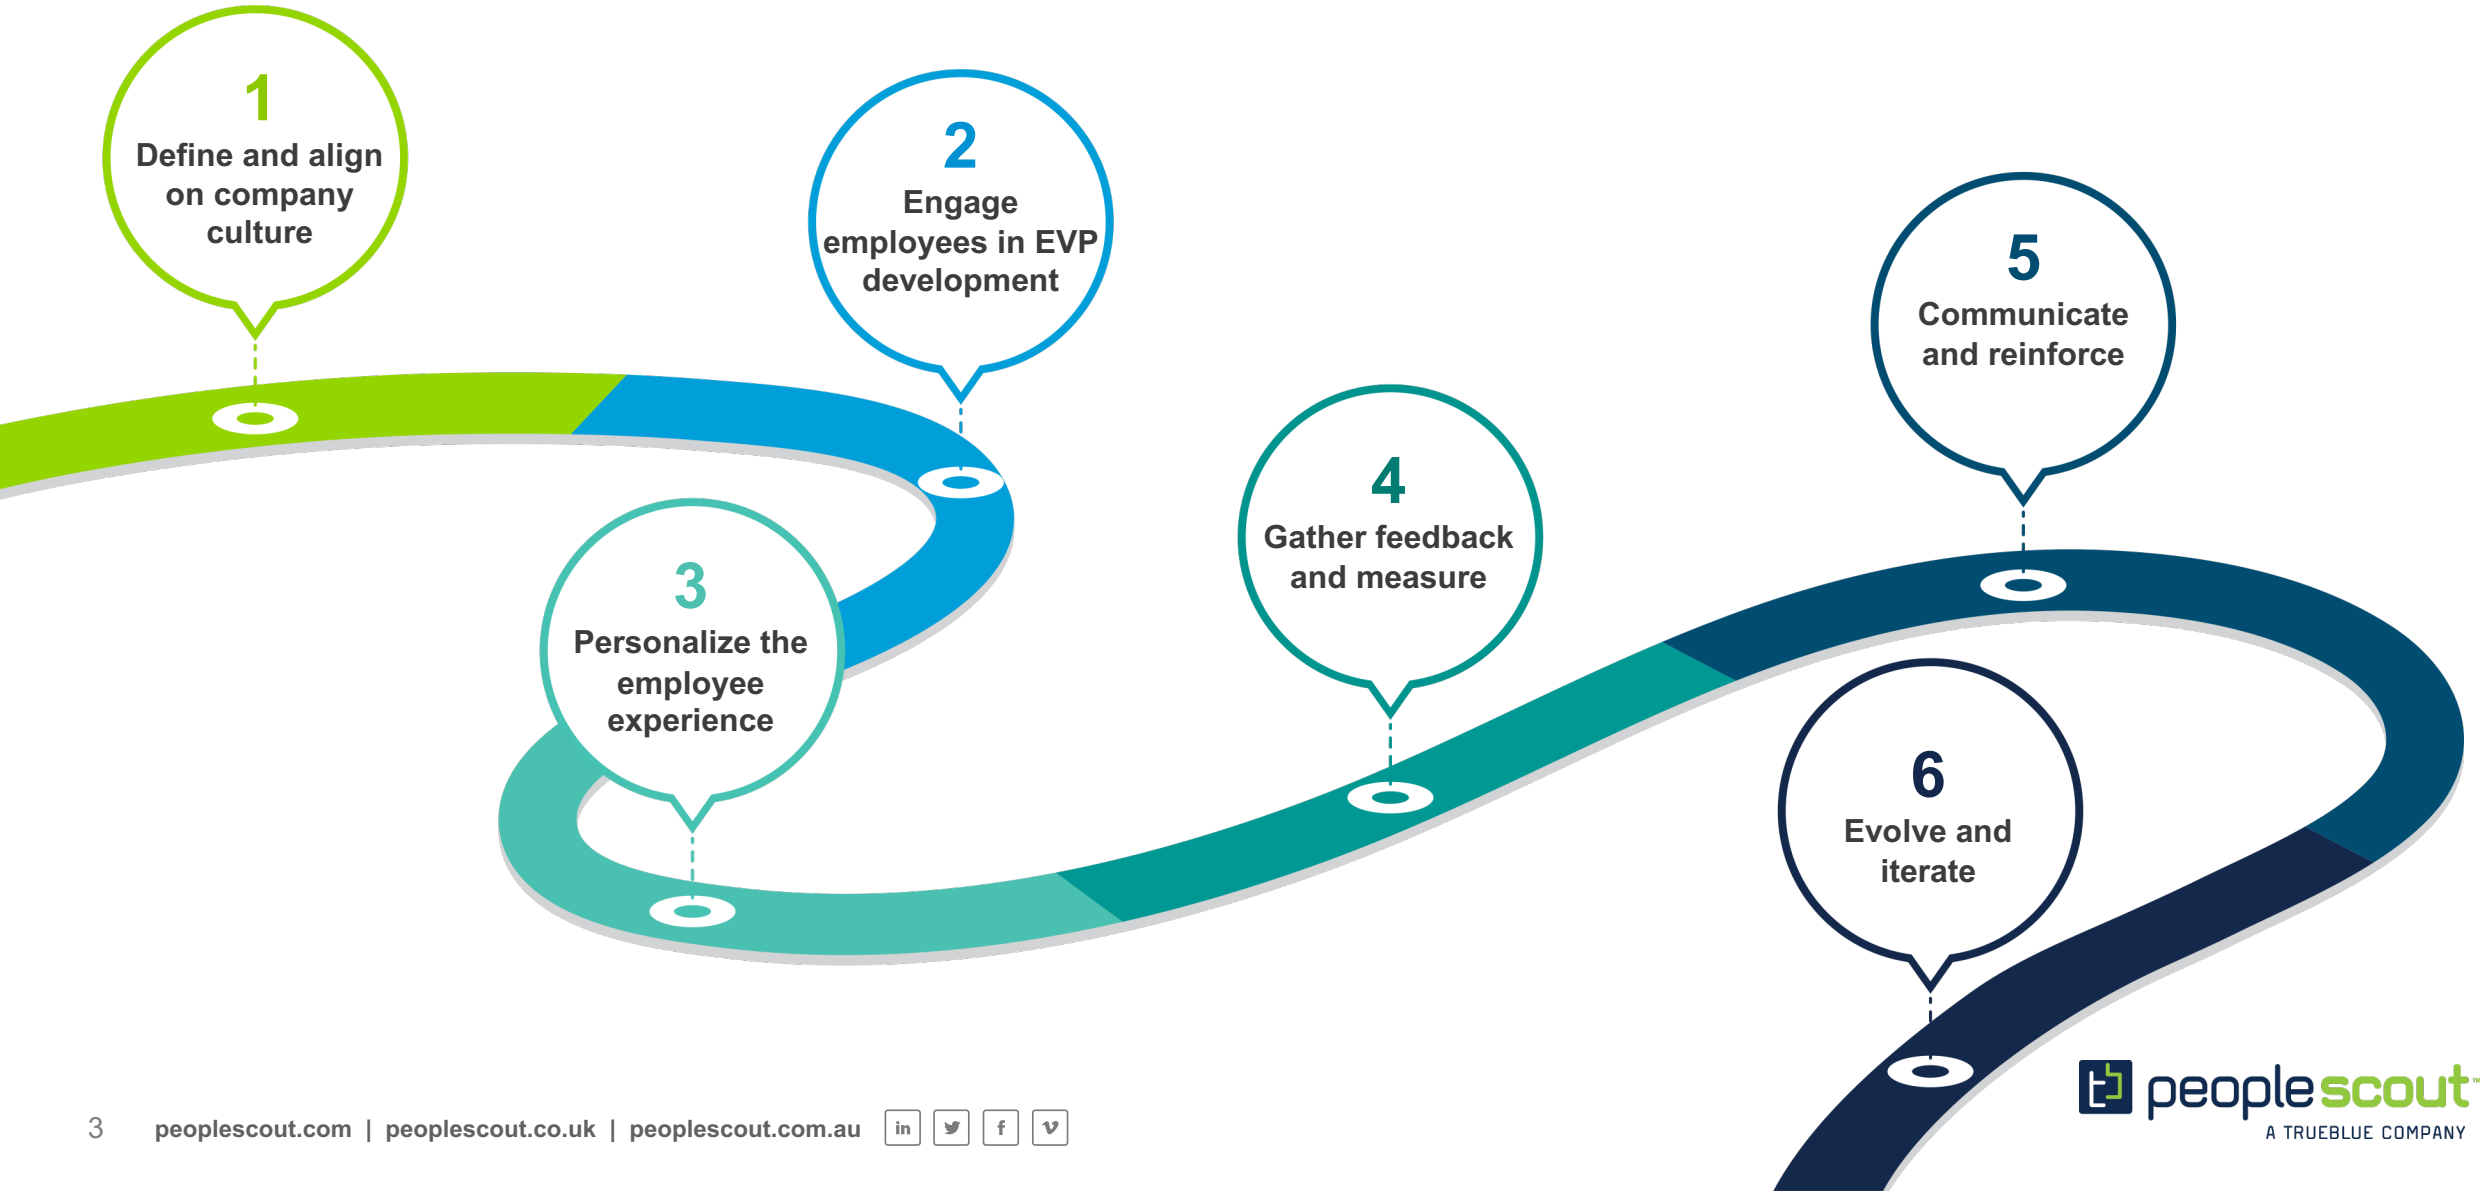 1
Define and align
on company
culture
2
Engage
employees in EVP
development
3
Personalize the
employee
experience
4
Gather feedback
and measure
5
Communicate
and reinforce
6
Evolve and
iterate
3 peoplescout.com | peoplescout.co.uk | peoplescout.com.au in f v
peoplescout™
A TRUEBLUE COMPANY